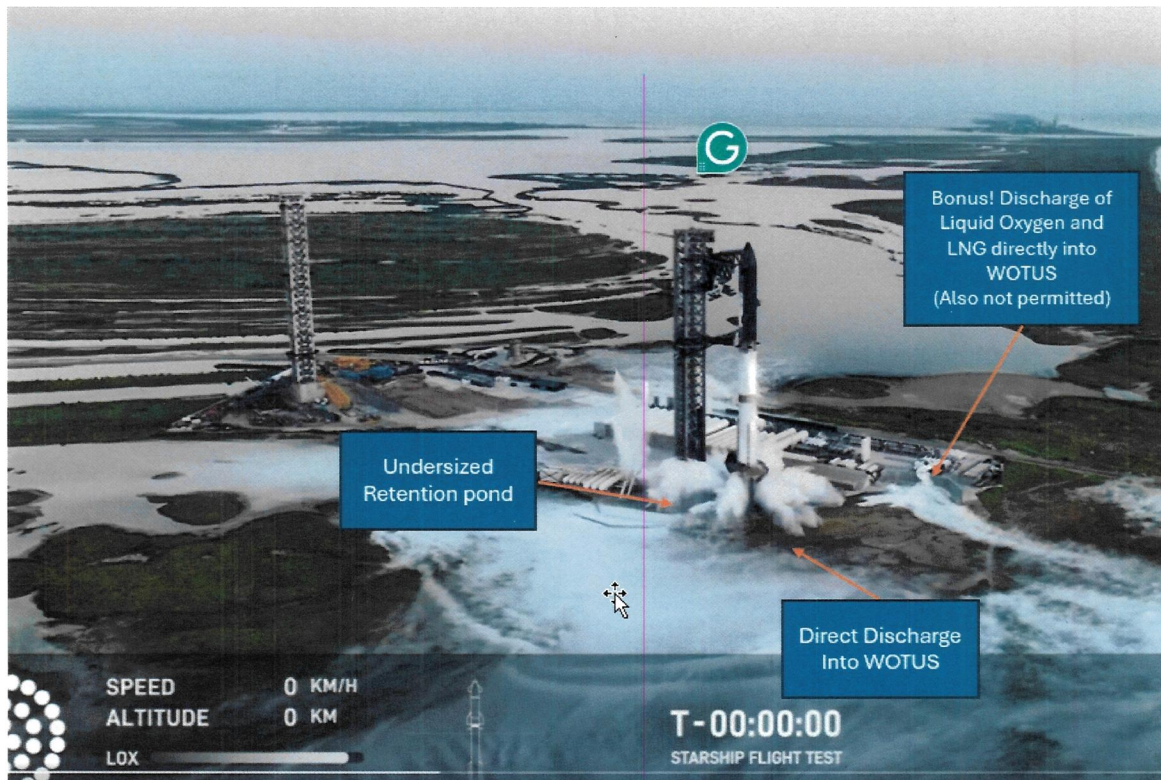 G
Bonus! Discharge of
Liquid Oxygen and
LNG directly into
WOTUS
(Also not permitted)
Undersized
Retention pond
Direct Discharge
Into WOTUS
SPEED 0 KM/H
ALTITUDE 0 KM
LOX
T-00:00:00
STARSHIP FLIGHT TEST